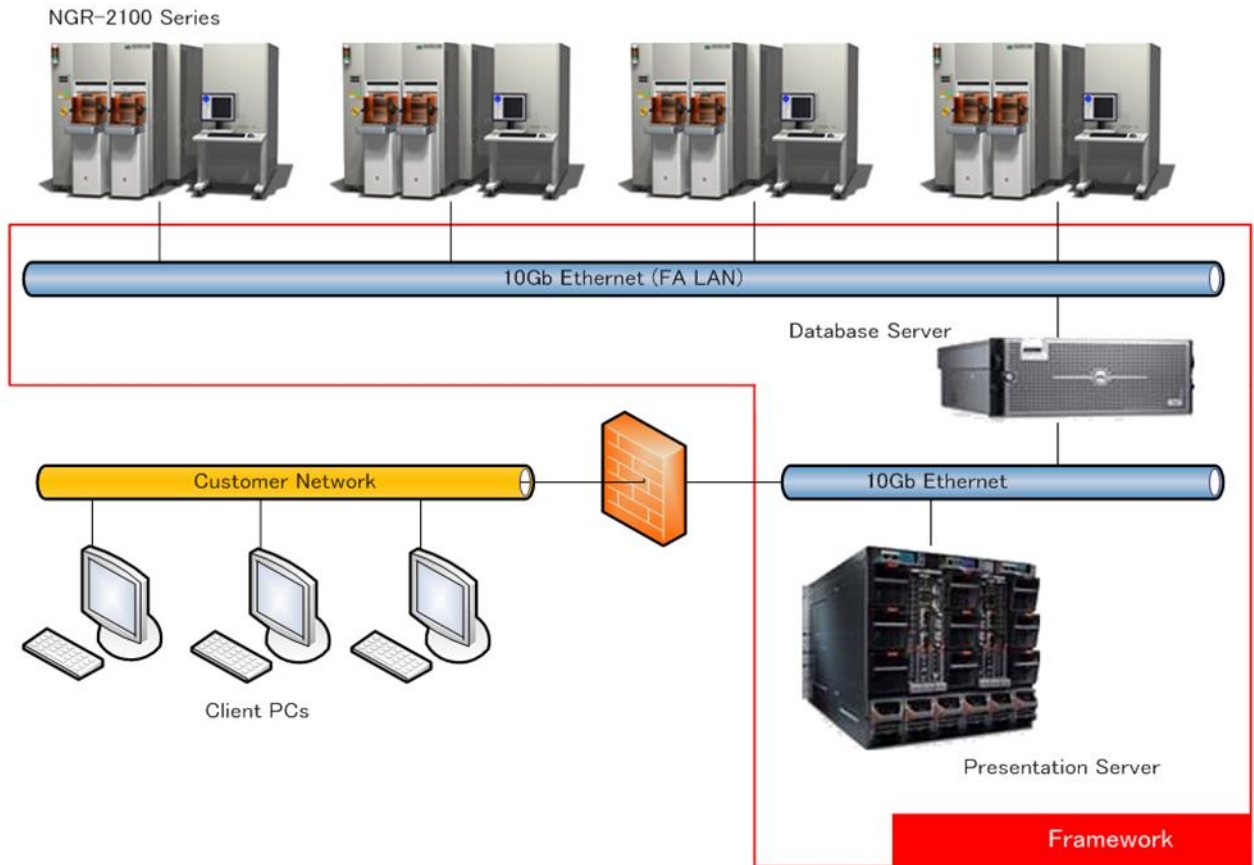 NGR-2100 Series
10Gb Ethernet (FA LAN)
Database Server
Customer Network
10Gb Ethernet
Client PCs
Presentation Server
Framework